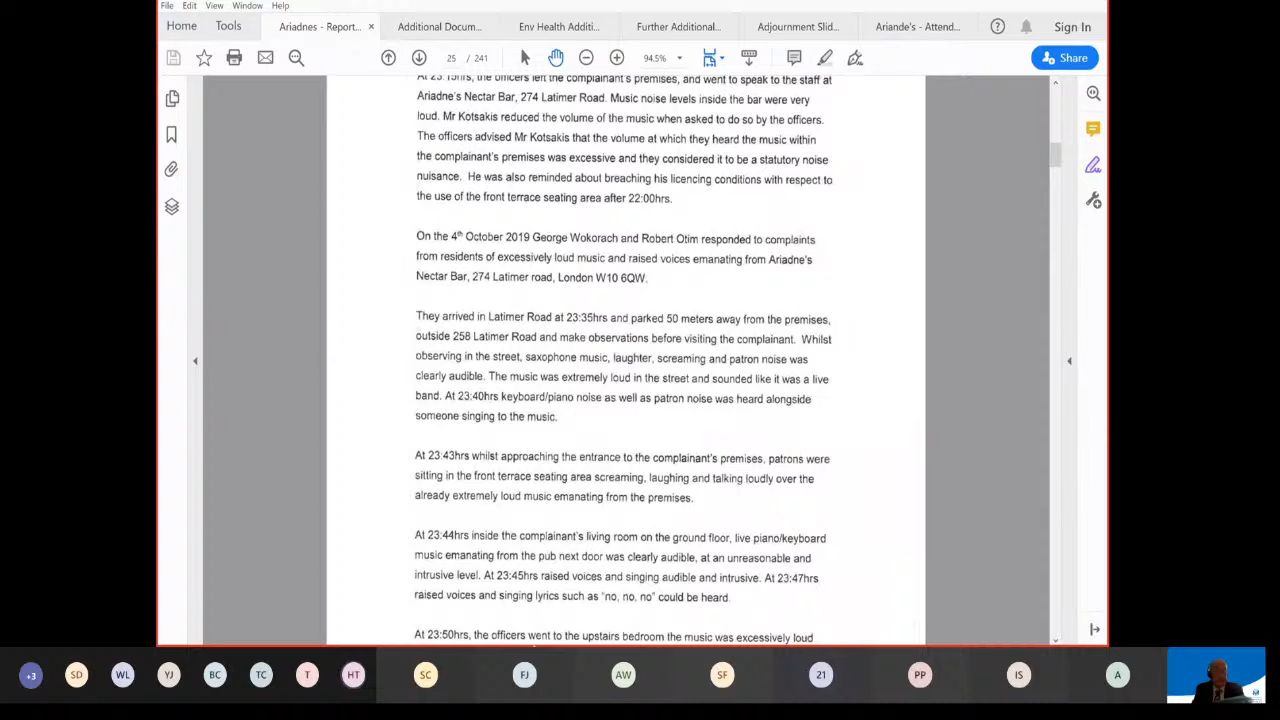 File Edit View Window Help
Home Tools Ariadnes - Report... × Additional Docum... Env Health Additi... Further Additional... Adjournment Slid... Ariande's - Attend... Sign In
25 / 241 94.5% Share
At 23:15hrs, the officers left the complainant's premises, and went to speak to the staff at
Ariadne's Nectar Bar, 274 Latimer Road. Music noise levels inside the bar were very
loud. Mr Kotsakis reduced the volume of the music when asked to do so by the officers.
The officers advised Mr Kotsakis that the volume at which they heard the music within
the complainant's premises was excessive and they considered it to be a statutory noise
nuisance. He was also reminded about breaching his licencing conditions with respect to
the use of the front terrace seating area after 22:00hrs.
On the 4th October 2019 George Wokorach and Robert Otim responded to complaints
from residents of excessively loud music and raised voices emanating from Ariadne's
Nectar Bar, 274 Latimer road, London W10 6QW.
They arrived in Latimer Road at 23:35hrs and parked 50 meters away from the premises,
outside 258 Latimer Road and make observations before visiting the complainant. Whilst
observing in the street, saxophone music, laughter, screaming and patron noise was
clearly audible. The music was extremely loud in the street and sounded like it was a live
band. At 23:40hrs keyboard/piano noise as well as patron noise was heard alongside
someone singing to the music.
At 23:43hrs whilst approaching the entrance to the complainant's premises, patrons were
sitting in the front terrace seating area screaming, laughing and talking loudly over the
already extremely loud music emanating from the premises.
At 23:44hrs inside the complainant's living room on the ground floor, live piano/keyboard
music emanating from the pub next door was clearly audible, at an unreasonable and
intrusive level. At 23:45hrs raised voices and singing audible and intrusive. At 23:47hrs
raised voices and singing lyrics such as "no, no, no" could be heard.
At 23:50hrs, the officers went to the upstairs bedroom the music was excessively loud
+3 SD WL YJ BC TC T HT SC FJ AW SF 21 PP IS A